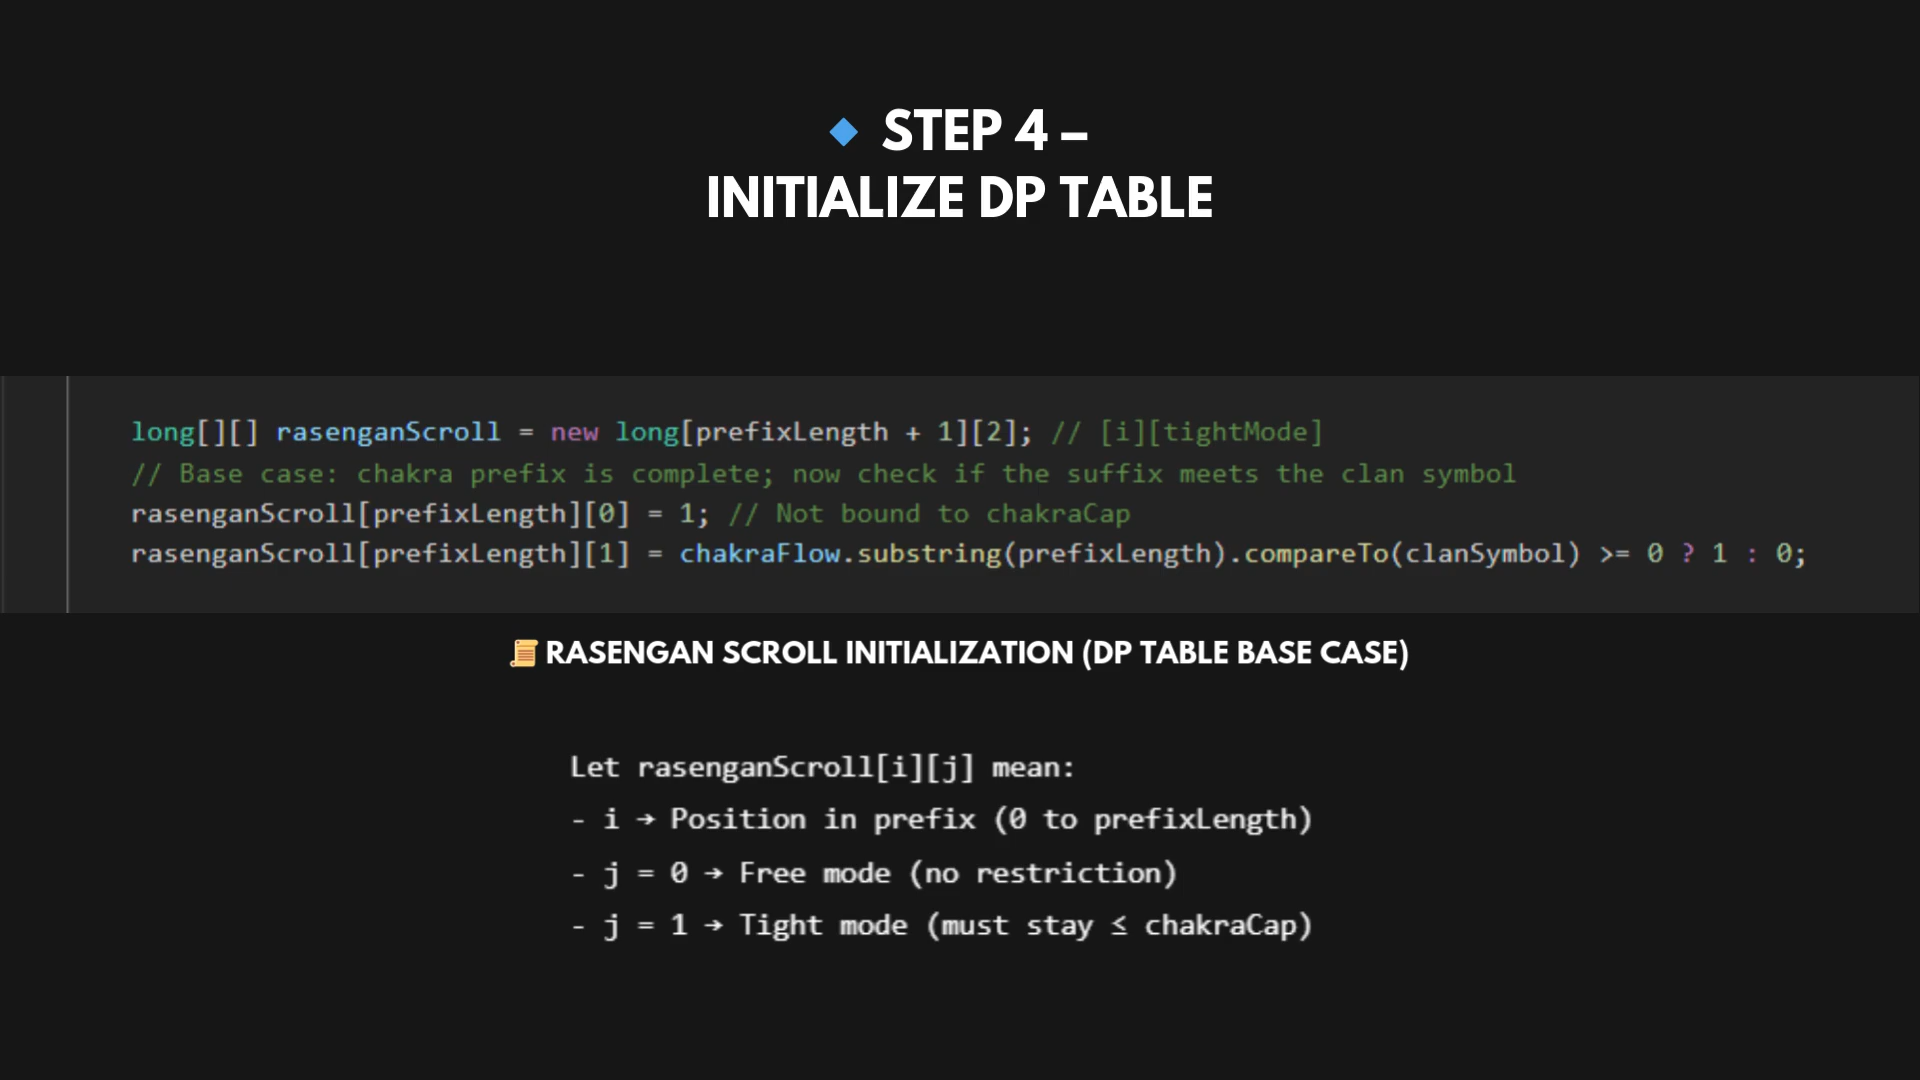 🔹 STEP 4 –
INITIALIZE DP TABLE
long[][] rasenganScroll = new long[prefixLength + 1][2]; // [i][tightMode]
// Base case: chakra prefix is complete; now check if the suffix meets the clan symbol
rasenganScroll[prefixLength][0] = 1; // Not bound to chakraCap
rasenganScroll[prefixLength][1] = chakraFlow.substring(prefixLength).compareTo(clanSymbol) >= 0 ? 1 : 0;
📜 RASENGAN SCROLL INITIALIZATION (DP TABLE BASE CASE)
Let rasenganScroll[i][j] mean:
- i → Position in prefix (0 to prefixLength)
- j = 0 → Free mode (no restriction)
- j = 1 → Tight mode (must stay ≤ chakraCap)